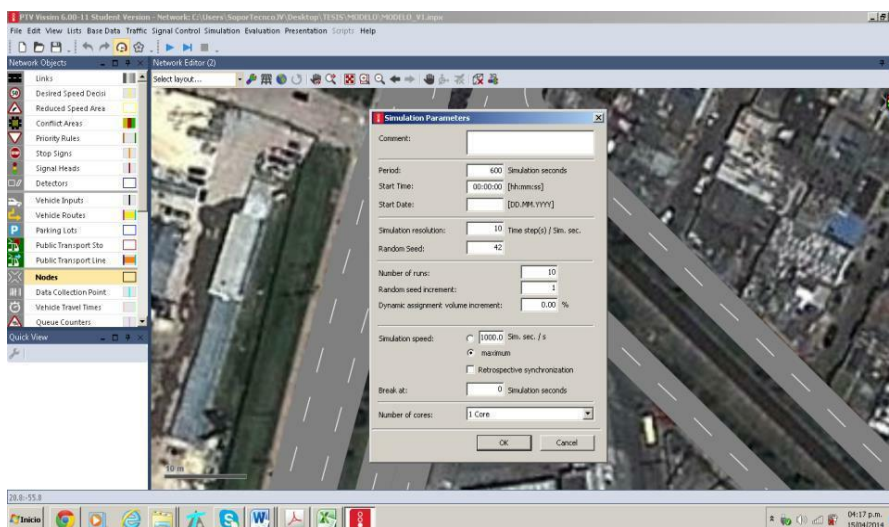 PTV Vissim 6.00-11 Student Version - Network: C:\Users\SoporTecnco.IV\Desktop\TESIS\MODELO\MODELO_V1.inpx
File Edit View Lists Base Data Traffic Signal Control Simulation Evaluation Presentation Scripts Help
Network Objects
Network Editor (2)
Select layout...
Links
Desired Speed Decisi
Reduced Speed Area
Conflict Areas
Priority Rules
Stop Signs
Signal Heads
Detectors
Vehicle Inputs
Vehicle Routes
Parking Lots
Public Transport Sto
Public Transport Line
Nodes
Data Collection Point
Vehicle Travel Times
Queue Counters
Quick View
Simulation Parameters
Comment:
Period: 600 Simulation seconds
Start Time: 00:00:00 [hh:mm:ss]
Start Date: [DD.MM.YYYY]
Simulation resolution: 10 Time step(s) / Sim. sec.
Random Seed: 42
Number of runs: 10
Random seed increment: 1
Dynamic assignment volume increment: 0.00 %
Simulation speed: 1000.0 Sim. sec. / s
maximum
Retrospective synchronization
Break at: 0 Simulation seconds
Number of cores: 1 Core
OK Cancel
10 m
Inicio
04:17 p.m.